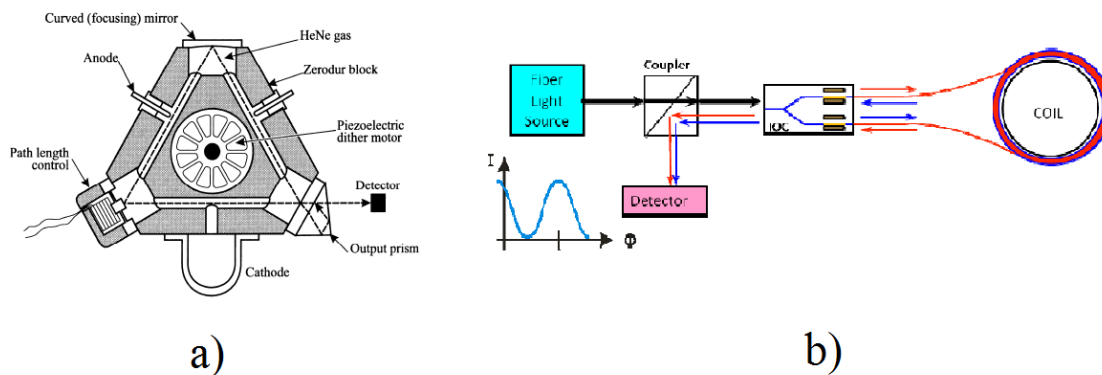 Curved (focusing) mirror
HeNe gas
Anode
Zerodur block
Piezoelectric
dither motor
Path length
control
Detector
Output prism
Cathode
a)
Fiber
Light
Source
Coupler
IOC
COIL
Detector
I
Φ
b)